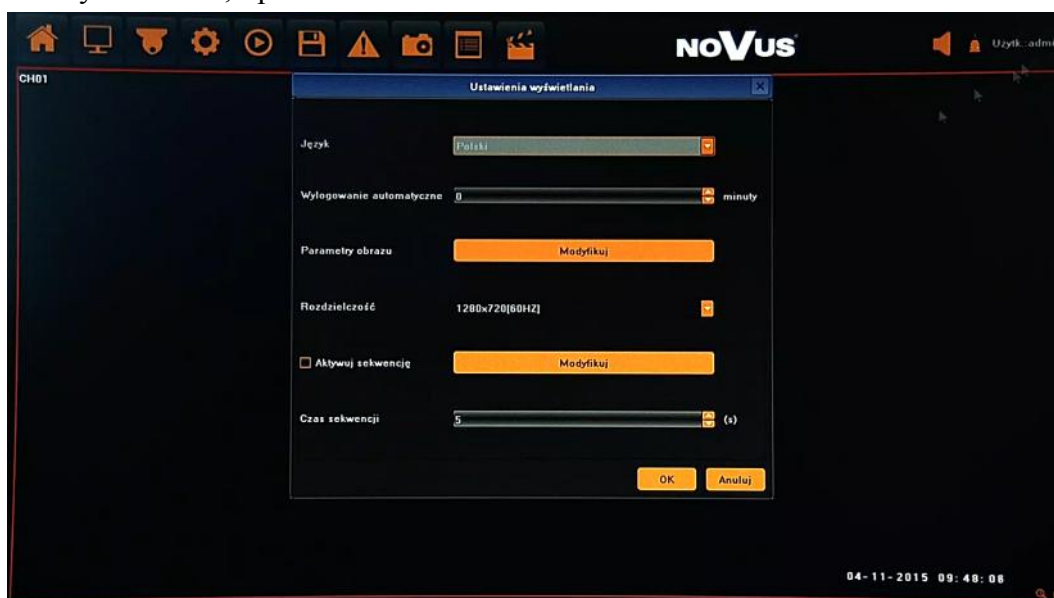 NOVUS
Użytk.:adm
CH01
Ustawienia wyświetlania
Język
Polski
Wylogowanie automatyczne
0
minuty
Parametry obrazu
Modyfikuj
Rozdzielczość
1280x720[60HZ]
Aktywuj sekwencję
Modyfikuj
Czas sekwencji
5
(s)
OK
Anuluj
04-11-2015 09:48:08